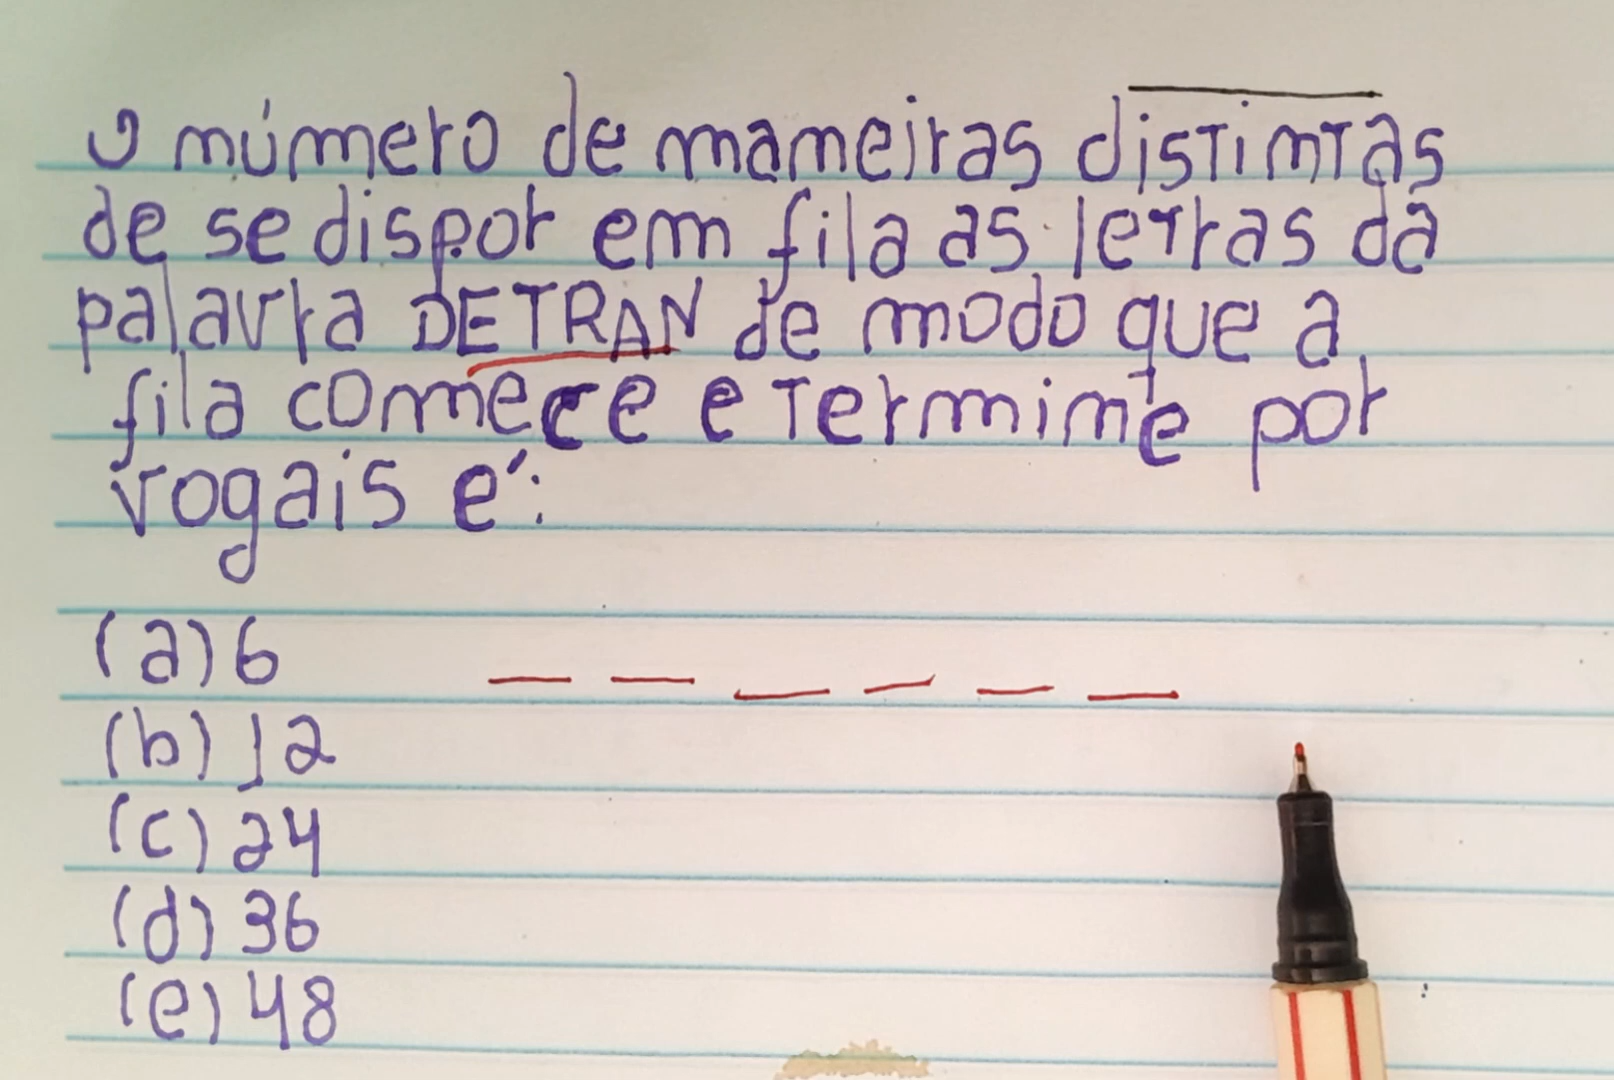 O número de maneiras distintas
de se dispor em fila as letras da
palavra DETRAN de modo que a
fila comece e termine por
vogais é:
(a) 6
(b) 12
(c) 24
(d) 36
(e) 48